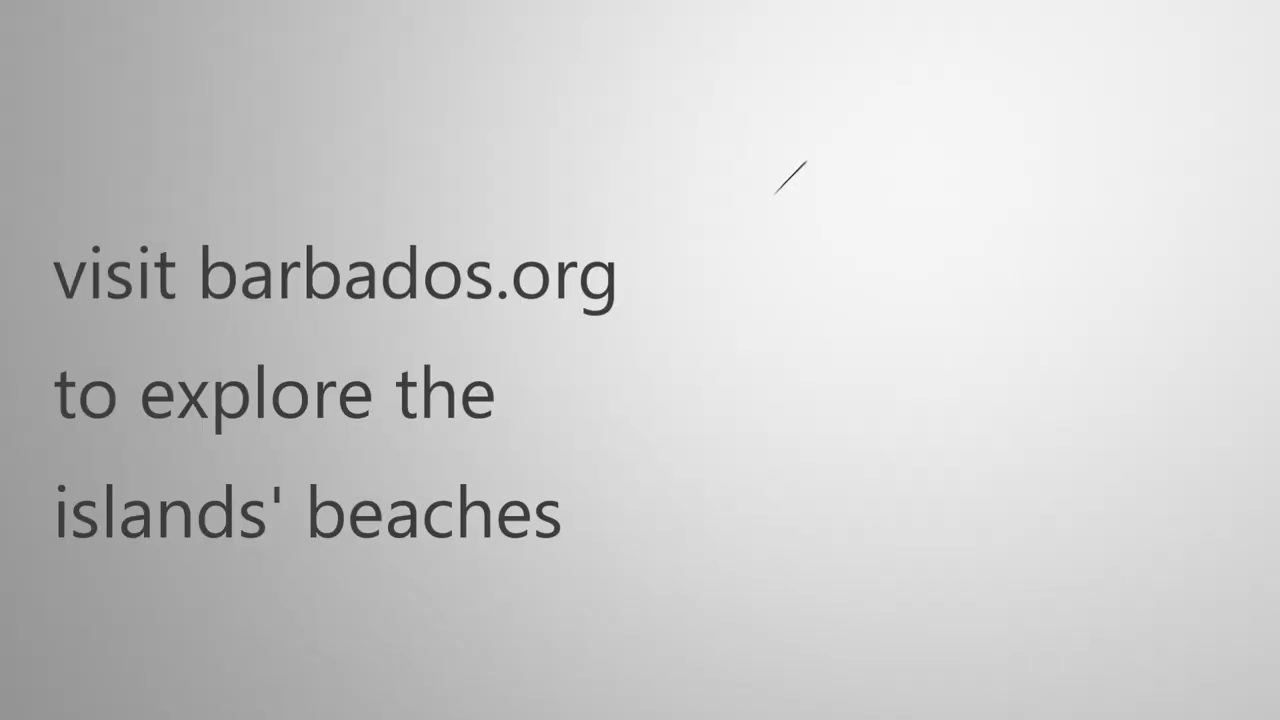 visit barbados.org
to explore the
islands' beaches